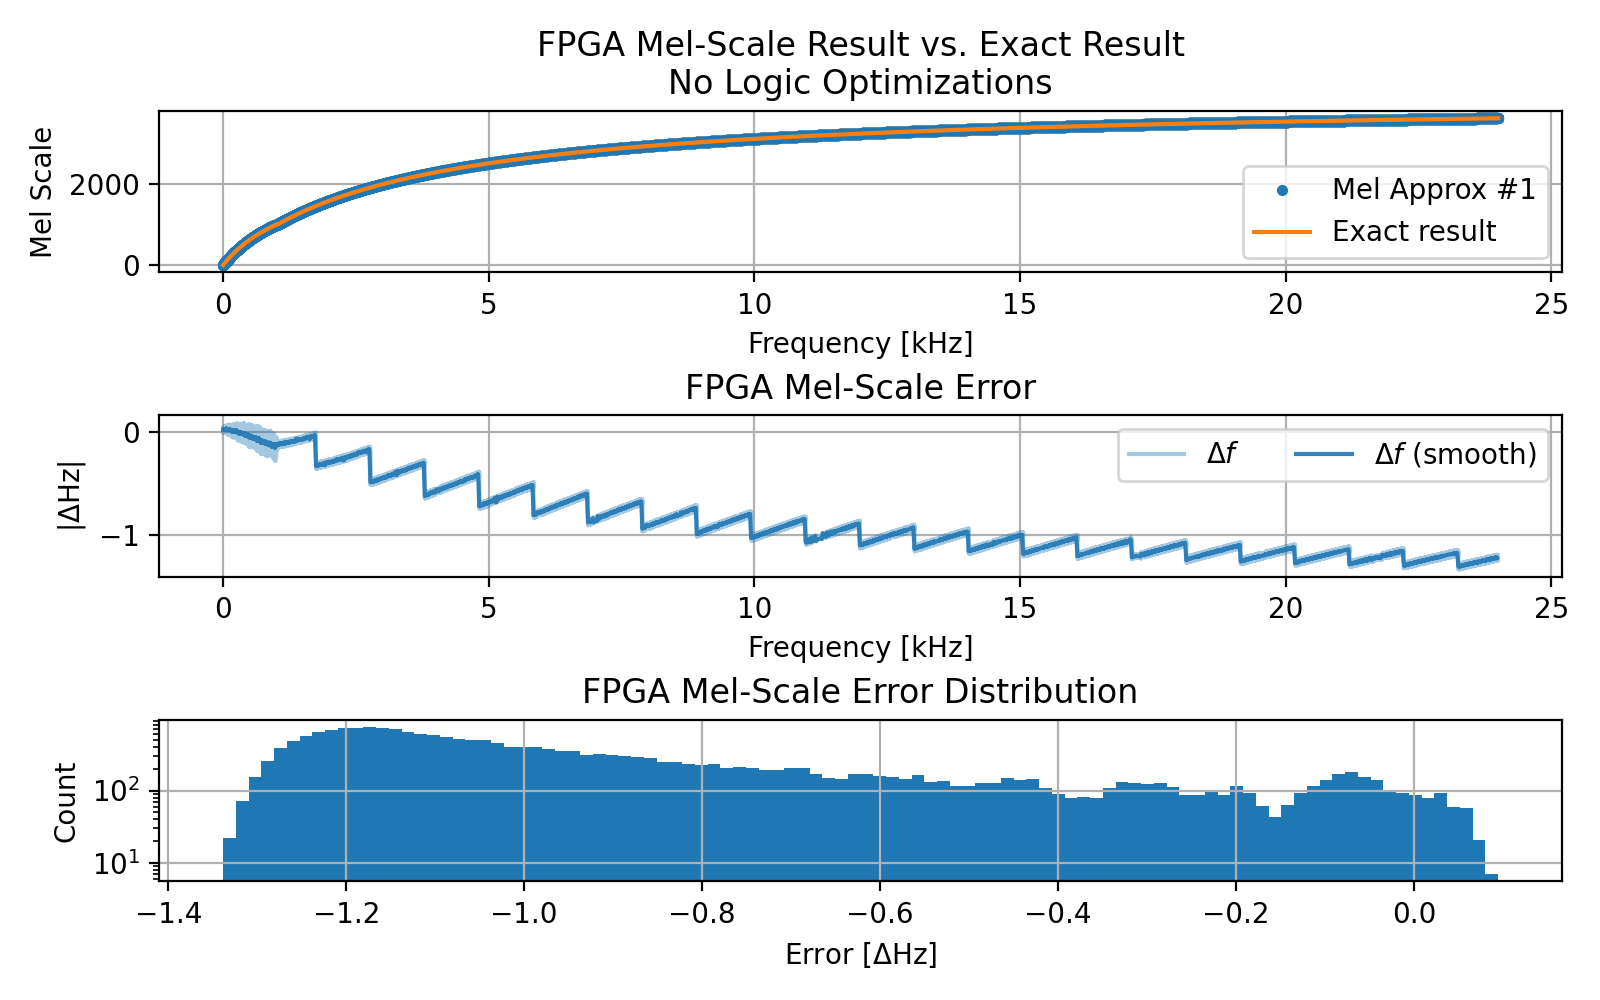 FPGA Mel-Scale Result vs. Exact Result
No Logic Optimizations
Mel Scale
2000
0
Mel Approx #1
Exact result
0 5 10 15 20 25
Frequency [kHz]
FPGA Mel-Scale Error
|ΔHz|
0
−1
Δf Δf (smooth)
0 5 10 15 20 25
Frequency [kHz]
FPGA Mel-Scale Error Distribution
Count
10²
10¹
−1.4 −1.2 −1.0 −0.8 −0.6 −0.4 −0.2 0.0
Error [ΔHz]